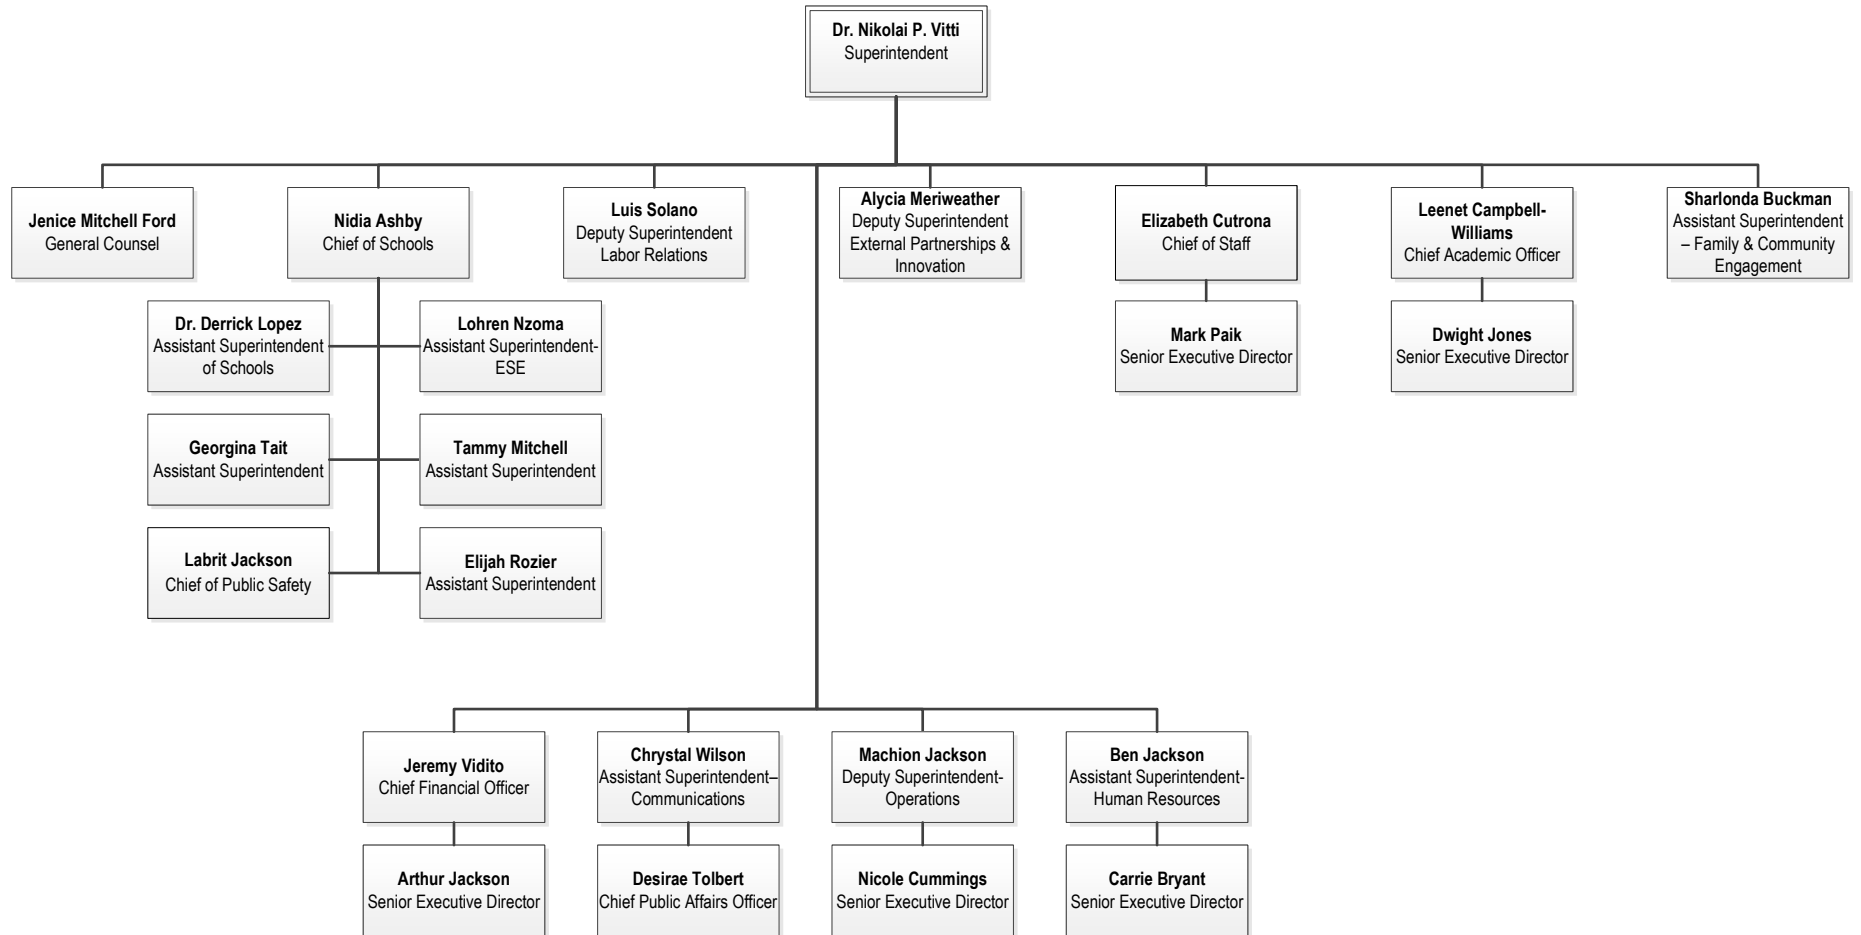 Dr. Nikolai P. Vitti
Superintendent
Jenice Mitchell Ford
General Counsel
Nidia Ashby
Chief of Schools
Luis Solano
Deputy Superintendent
Labor Relations
Alycia Meriweather
Deputy Superintendent
External Partnerships &
Innovation
Elizabeth Cutrona
Chief of Staff
Leenet Campbell-
Williams
Chief Academic Officer
Sharlonda Buckman
Assistant Superintendent
– Family & Community
Engagement
Dr. Derrick Lopez
Assistant Superintendent
of Schools
Lohren Nzoma
Assistant Superintendent-
ESE
Mark Paik
Senior Executive Director
Dwight Jones
Senior Executive Director
Georgina Tait
Assistant Superintendent
Tammy Mitchell
Assistant Superintendent
Labrit Jackson
Chief of Public Safety
Elijah Rozier
Assistant Superintendent
Jeremy Vidito
Chief Financial Officer
Chrystal Wilson
Assistant Superintendent–
Communications
Machion Jackson
Deputy Superintendent-
Operations
Ben Jackson
Assistant Superintendent-
Human Resources
Arthur Jackson
Senior Executive Director
Desirae Tolbert
Chief Public Affairs Officer
Nicole Cummings
Senior Executive Director
Carrie Bryant
Senior Executive Director